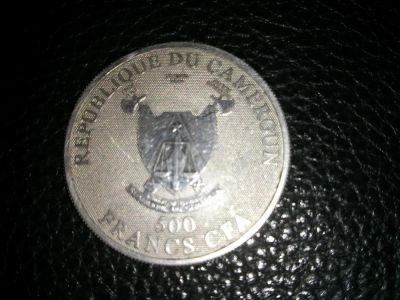 REPUBLIQUE DU CAMEROUN
500
FRANCS CFA